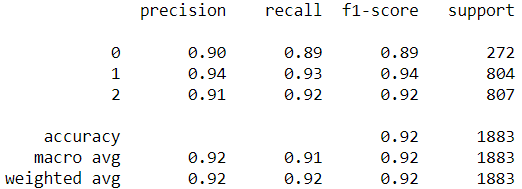 precision recall f1-score support
0 0.90 0.89 0.89 272
1 0.94 0.93 0.94 804
2 0.91 0.92 0.92 807
accuracy 0.92 1883
macro avg 0.92 0.91 0.92 1883
weighted avg 0.92 0.92 0.92 1883